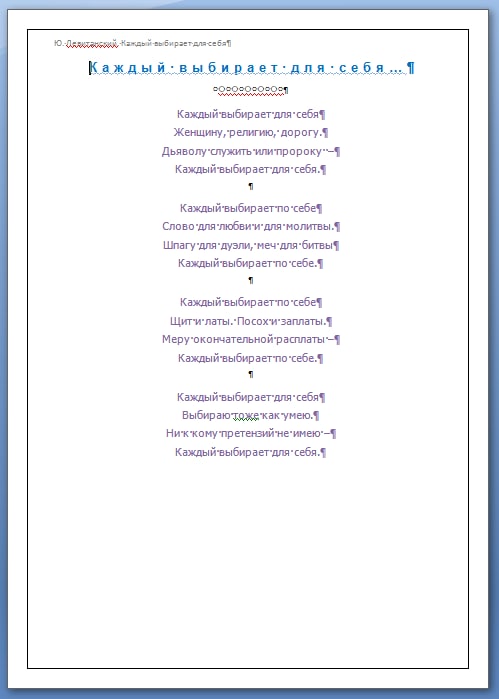 Ю. Левитанский. Каждый выбирает для себя¶
Каждый·выбирает·для·себя…¶
¤○¤○¤○¤○¤○¤¶
Каждый·выбирает·для·себя¶
Женщину,·религию,·дорогу.¶
Дьяволу·служить·или·пророку··–¶
Каждый·выбирает·для·себя.¶
¶
Каждый·выбирает·по·себе¶
Слово·для·любви·и·для·молитвы.¶
Шпагу·для·дуэли,·меч·для·битвы¶
Каждый·выбирает·по·себе.¶
¶
Каждый·выбирает·по·себе¶
Щит·и·латы.·Посох·и·заплаты.¶
Меру·окончательной·расплаты·–¶
Каждый·выбирает·по·себе.¶
¶
Каждый·выбирает·для·себя¶
Выбираю·тоже·как·умею.¶
Ни·к·кому·претензий·не·имею·–¶
Каждый·выбирает·для·себя.¶